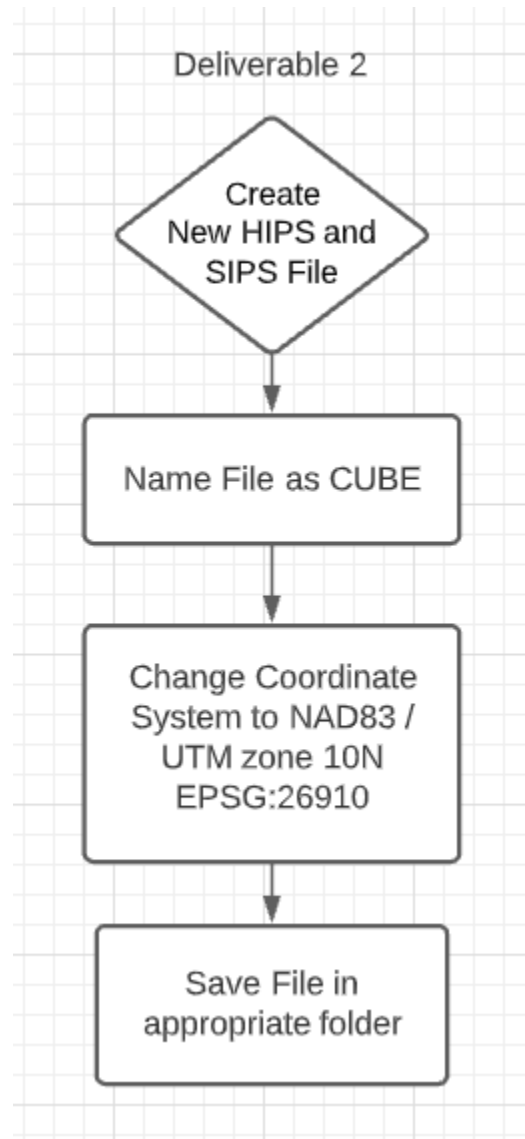 Deliverable 2
Create
New HIPS and
SIPS File
Name File as CUBE
Change Coordinate
System to NAD83 /
UTM zone 10N
EPSG:26910
Save File in
appropriate folder